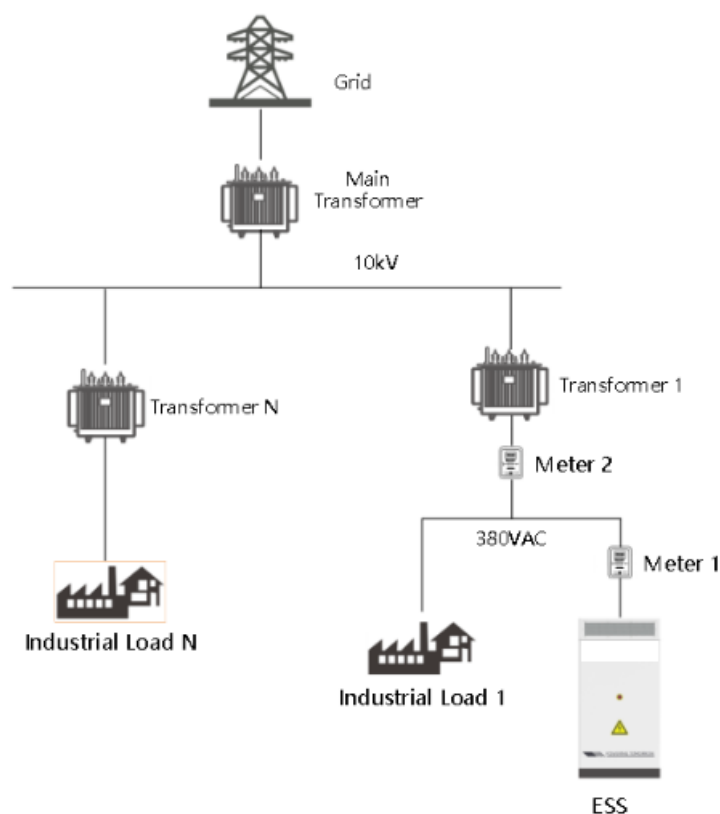 Grid
Main
Transformer
10kV
Transformer 1
Transformer N
Meter 2
380VAC
Meter 1
Industrial Load N
Industrial Load 1
ESS